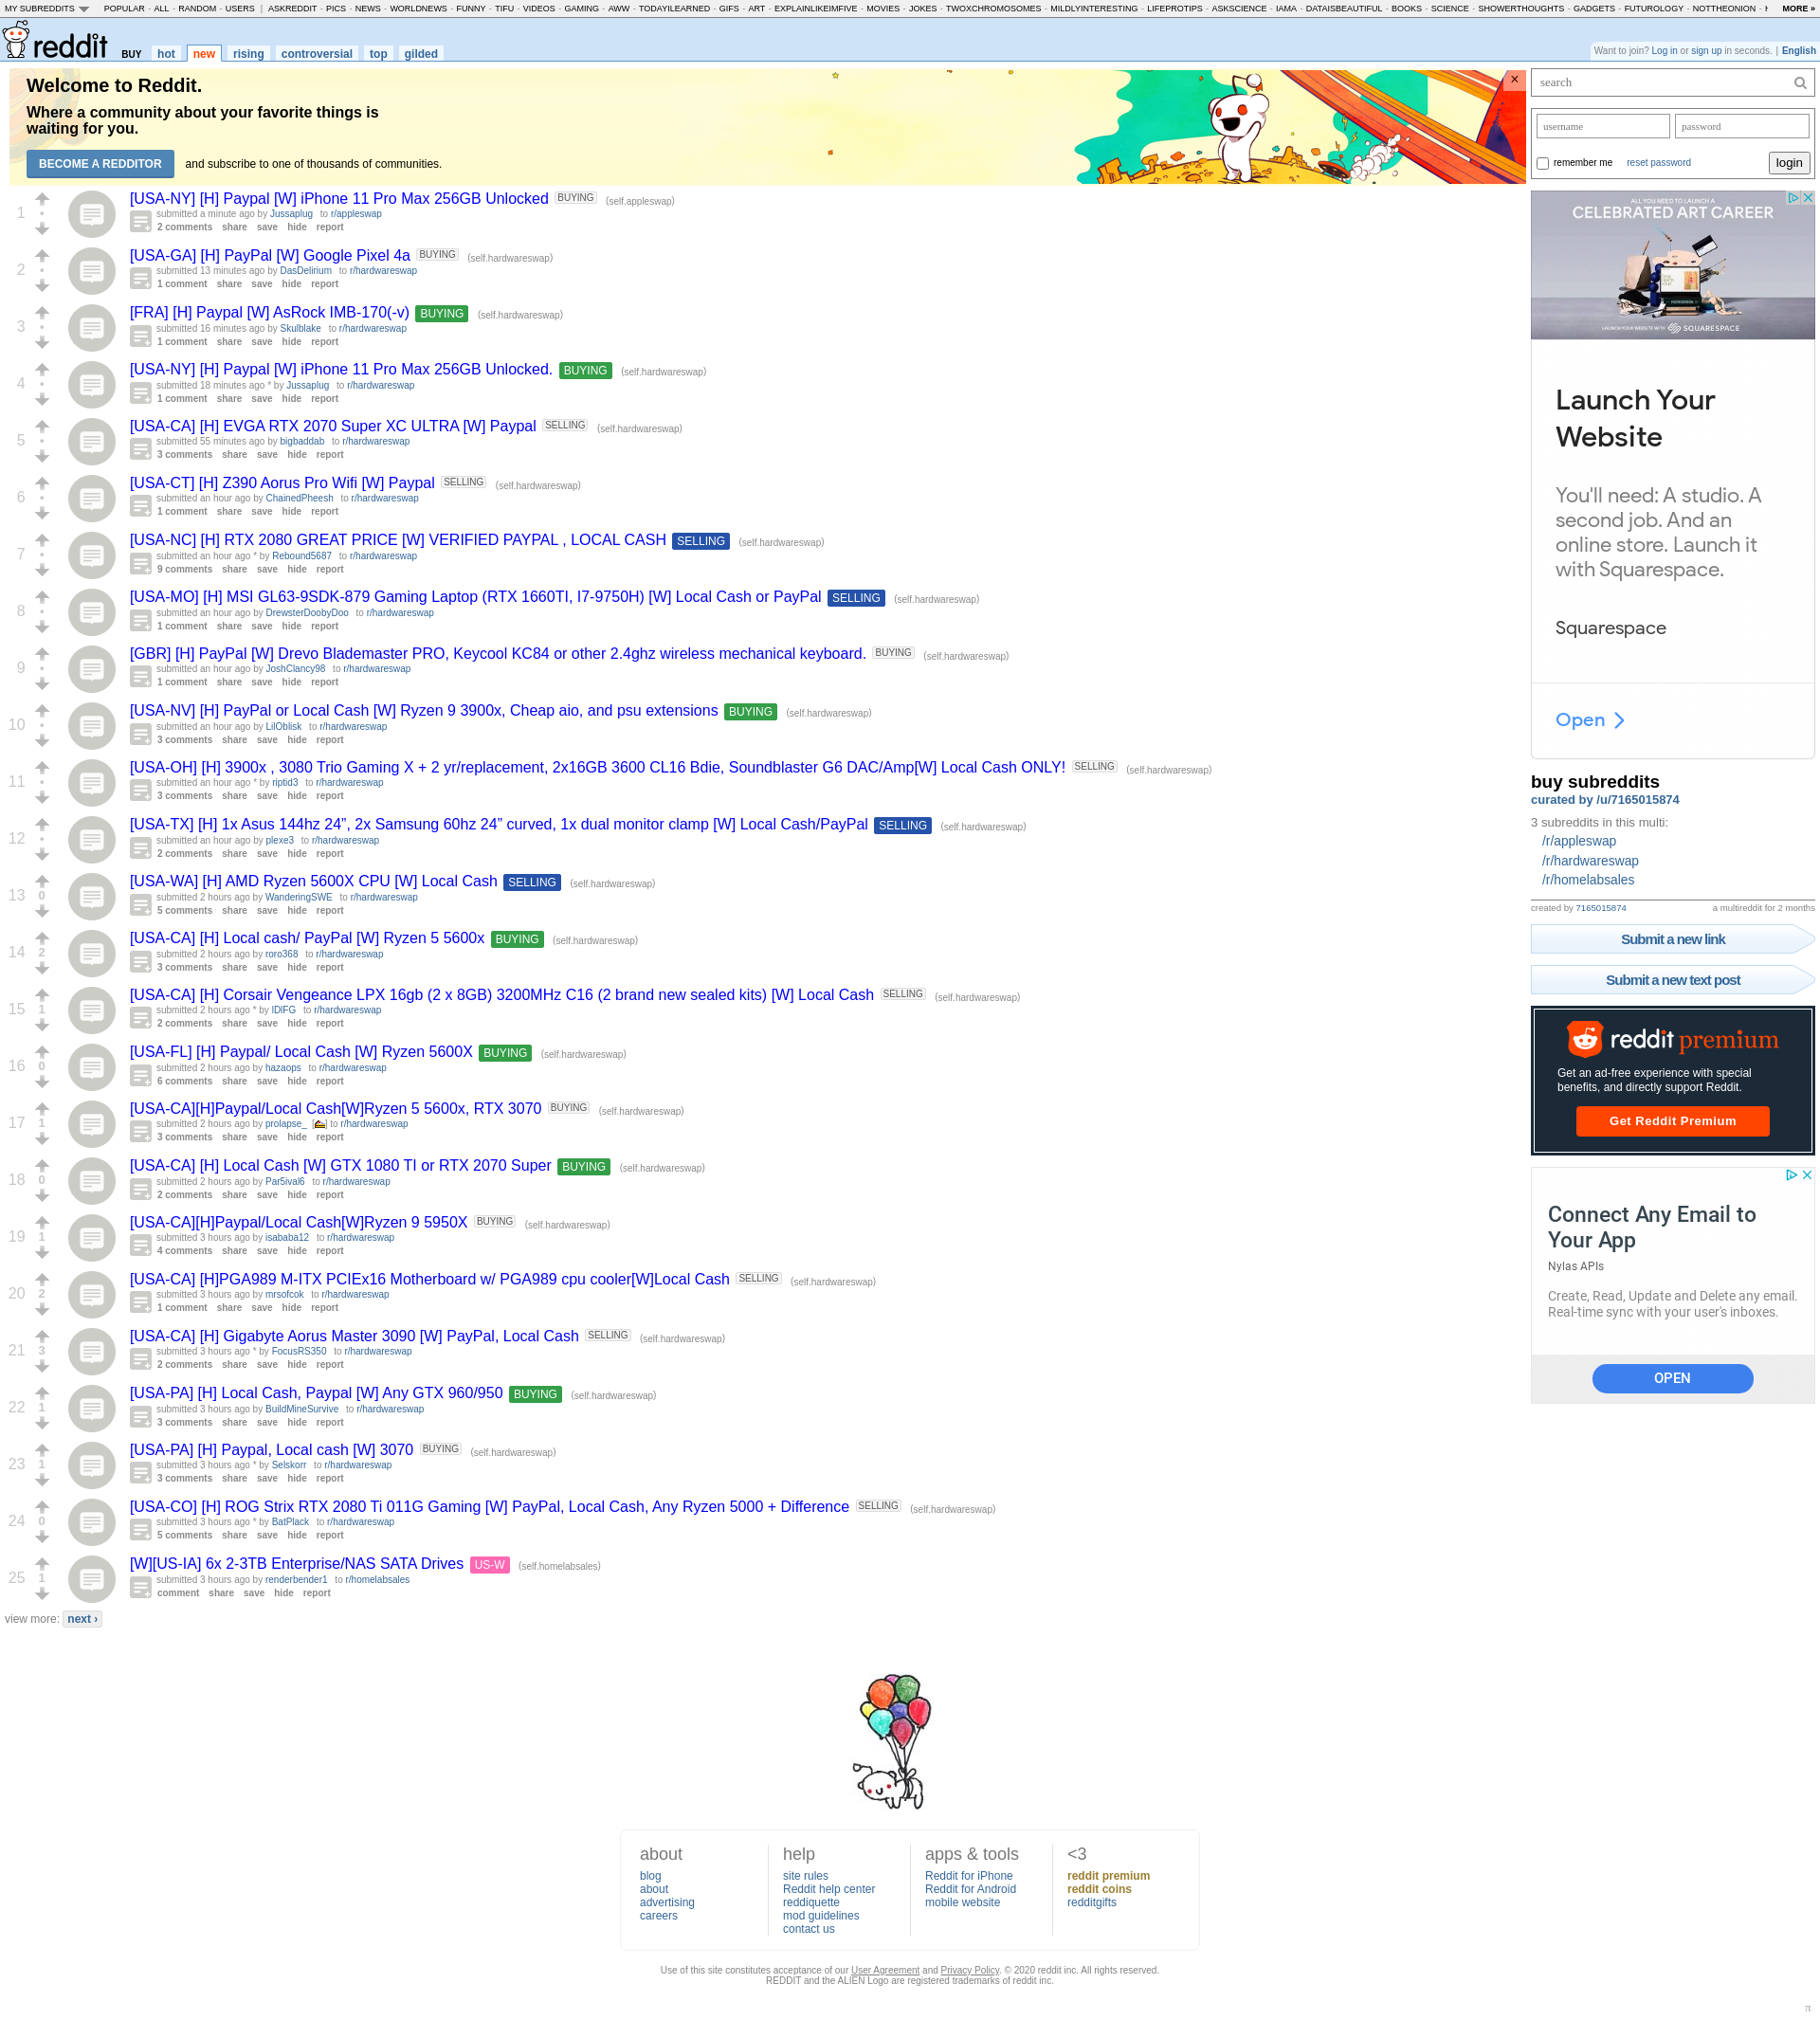 MY SUBREDDITS POPULAR - ALL - RANDOM - USERS | ASKREDDIT - PICS - NEWS - WORLDNEWS - FUNNY - TIFU - VIDEOS - GAMING - AWW - TODAYILEARNED - GIFS - ART - EXPLAINLIKEIMFIVE - MOVIES - JOKES - TWOXCHROMOSOMES - MILDLYINTERESTING - LIFEPROTIPS - ASKSCIENCE - IAMA - DATAISBEAUTIFUL - BOOKS - SCIENCE - SHOWERTHOUGHTS - GADGETS - FUTUROLOGY - NOTTHEONION - MORE »
reddit BUY hot new rising controversial top gilded
Want to join? Log in or sign up in seconds. | English
Welcome to Reddit.
Where a community about your favorite things is
waiting for you.
BECOME A REDDITOR and subscribe to one of thousands of communities.
1
[USA-NY] [H] Paypal [W] iPhone 11 Pro Max 256GB Unlocked BUYING (self.appleswap)
submitted a minute ago by Jussaplug to r/appleswap
2 comments share save hide report
2
[USA-GA] [H] PayPal [W] Google Pixel 4a BUYING (self.hardwareswap)
submitted 13 minutes ago by DasDelirium to r/hardwareswap
1 comment share save hide report
3
[FRA] [H] Paypal [W] AsRock IMB-170(-v) BUYING (self.hardwareswap)
submitted 16 minutes ago by Skulblake to r/hardwareswap
1 comment share save hide report
4
[USA-NY] [H] Paypal [W] iPhone 11 Pro Max 256GB Unlocked. BUYING (self.hardwareswap)
submitted 18 minutes ago * by Jussaplug to r/hardwareswap
1 comment share save hide report
5
[USA-CA] [H] EVGA RTX 2070 Super XC ULTRA [W] Paypal SELLING (self.hardwareswap)
submitted 55 minutes ago by bigbaddab to r/hardwareswap
3 comments share save hide report
6
[USA-CT] [H] Z390 Aorus Pro Wifi [W] Paypal SELLING (self.hardwareswap)
submitted an hour ago by ChainedPheesh to r/hardwareswap
1 comment share save hide report
7
[USA-NC] [H] RTX 2080 GREAT PRICE [W] VERIFIED PAYPAL , LOCAL CASH SELLING (self.hardwareswap)
submitted an hour ago * by Rebound5687 to r/hardwareswap
9 comments share save hide report
8
[USA-MO] [H] MSI GL63-9SDK-879 Gaming Laptop (RTX 1660TI, I7-9750H) [W] Local Cash or PayPal SELLING (self.hardwareswap)
submitted an hour ago by DrewsterDoobyDoo to r/hardwareswap
1 comment share save hide report
9
[GBR] [H] PayPal [W] Drevo Blademaster PRO, Keycool KC84 or other 2.4ghz wireless mechanical keyboard. BUYING (self.hardwareswap)
submitted an hour ago by JoshClancy98 to r/hardwareswap
1 comment share save hide report
10
[USA-NV] [H] PayPal or Local Cash [W] Ryzen 9 3900x, Cheap aio, and psu extensions BUYING (self.hardwareswap)
submitted an hour ago by LilOblisk to r/hardwareswap
3 comments share save hide report
11
[USA-OH] [H] 3900x , 3080 Trio Gaming X + 2 yr/replacement, 2x16GB 3600 CL16 Bdie, Soundblaster G6 DAC/Amp[W] Local Cash ONLY! SELLING (self.hardwareswap)
submitted an hour ago * by riptid3 to r/hardwareswap
3 comments share save hide report
12
[USA-TX] [H] 1x Asus 144hz 24”, 2x Samsung 60hz 24” curved, 1x dual monitor clamp [W] Local Cash/PayPal SELLING (self.hardwareswap)
submitted an hour ago by plexe3 to r/hardwareswap
2 comments share save hide report
13 0
[USA-WA] [H] AMD Ryzen 5600X CPU [W] Local Cash SELLING (self.hardwareswap)
submitted 2 hours ago by WanderingSWE to r/hardwareswap
5 comments share save hide report
14 2
[USA-CA] [H] Local cash/ PayPal [W] Ryzen 5 5600x BUYING (self.hardwareswap)
submitted 2 hours ago by roro368 to r/hardwareswap
3 comments share save hide report
15 1
[USA-CA] [H] Corsair Vengeance LPX 16gb (2 x 8GB) 3200MHz C16 (2 brand new sealed kits) [W] Local Cash SELLING (self.hardwareswap)
submitted 2 hours ago * by IDIFG to r/hardwareswap
2 comments share save hide report
16 0
[USA-FL] [H] Paypal/ Local Cash [W] Ryzen 5600X BUYING (self.hardwareswap)
submitted 2 hours ago by hazaops to r/hardwareswap
6 comments share save hide report
17 1
[USA-CA][H]Paypal/Local Cash[W]Ryzen 5 5600x, RTX 3070 BUYING (self.hardwareswap)
submitted 2 hours ago by prolapse_ [] to r/hardwareswap
3 comments share save hide report
18 0
[USA-CA] [H] Local Cash [W] GTX 1080 TI or RTX 2070 Super BUYING (self.hardwareswap)
submitted 2 hours ago by Par5ival6 to r/hardwareswap
2 comments share save hide report
19 1
[USA-CA][H]Paypal/Local Cash[W]Ryzen 9 5950X BUYING (self.hardwareswap)
submitted 3 hours ago by isababa12 to r/hardwareswap
4 comments share save hide report
20 2
[USA-CA] [H]PGA989 M-ITX PCIEx16 Motherboard w/ PGA989 cpu cooler[W]Local Cash SELLING (self.hardwareswap)
submitted 3 hours ago by mrsofcok to r/hardwareswap
1 comment share save hide report
21 3
[USA-CA] [H] Gigabyte Aorus Master 3090 [W] PayPal, Local Cash SELLING (self.hardwareswap)
submitted 3 hours ago * by FocusRS350 to r/hardwareswap
2 comments share save hide report
22 1
[USA-PA] [H] Local Cash, Paypal [W] Any GTX 960/950 BUYING (self.hardwareswap)
submitted 3 hours ago by BuildMineSurvive to r/hardwareswap
3 comments share save hide report
23 1
[USA-PA] [H] Paypal, Local cash [W] 3070 BUYING (self.hardwareswap)
submitted 3 hours ago * by Selskorr to r/hardwareswap
3 comments share save hide report
24 0
[USA-CO] [H] ROG Strix RTX 2080 Ti 011G Gaming [W] PayPal, Local Cash, Any Ryzen 5000 + Difference SELLING (self.hardwareswap)
submitted 3 hours ago * by BatPlack to r/hardwareswap
5 comments share save hide report
25 1
[W][US-IA] 6x 2-3TB Enterprise/NAS SATA Drives US-W (self.homelabsales)
submitted 3 hours ago by renderbender1 to r/homelabsales
comment share save hide report
view more: next ›
search
username password
remember me reset password login
ALL YOU NEED TO LAUNCH A
CELEBRATED ART CAREER
LAUNCH YOUR WEBSITE WITH SQUARESPACE
Launch Your
Website
You'll need: A studio. A
second job. And an
online store. Launch it
with Squarespace.
Squarespace
Open
buy subreddits
curated by /u/7165015874
3 subreddits in this multi:
/r/appleswap
/r/hardwareswap
/r/homelabsales
created by 7165015874 a multireddit for 2 months
Submit a new link
Submit a new text post
reddit premium
Get an ad-free experience with special
benefits, and directly support Reddit.
Get Reddit Premium
Connect Any Email to
Your App
Nylas APIs
Create, Read, Update and Delete any email.
Real-time sync with your user's inboxes.
OPEN
about
blog
about
advertising
careers
help
site rules
Reddit help center
reddiquette
mod guidelines
contact us
apps & tools
Reddit for iPhone
Reddit for Android
mobile website
<3
reddit premium
reddit coins
redditgifts
Use of this site constitutes acceptance of our User Agreement and Privacy Policy. © 2020 reddit inc. All rights reserved.
REDDIT and the ALIEN Logo are registered trademarks of reddit inc.
π